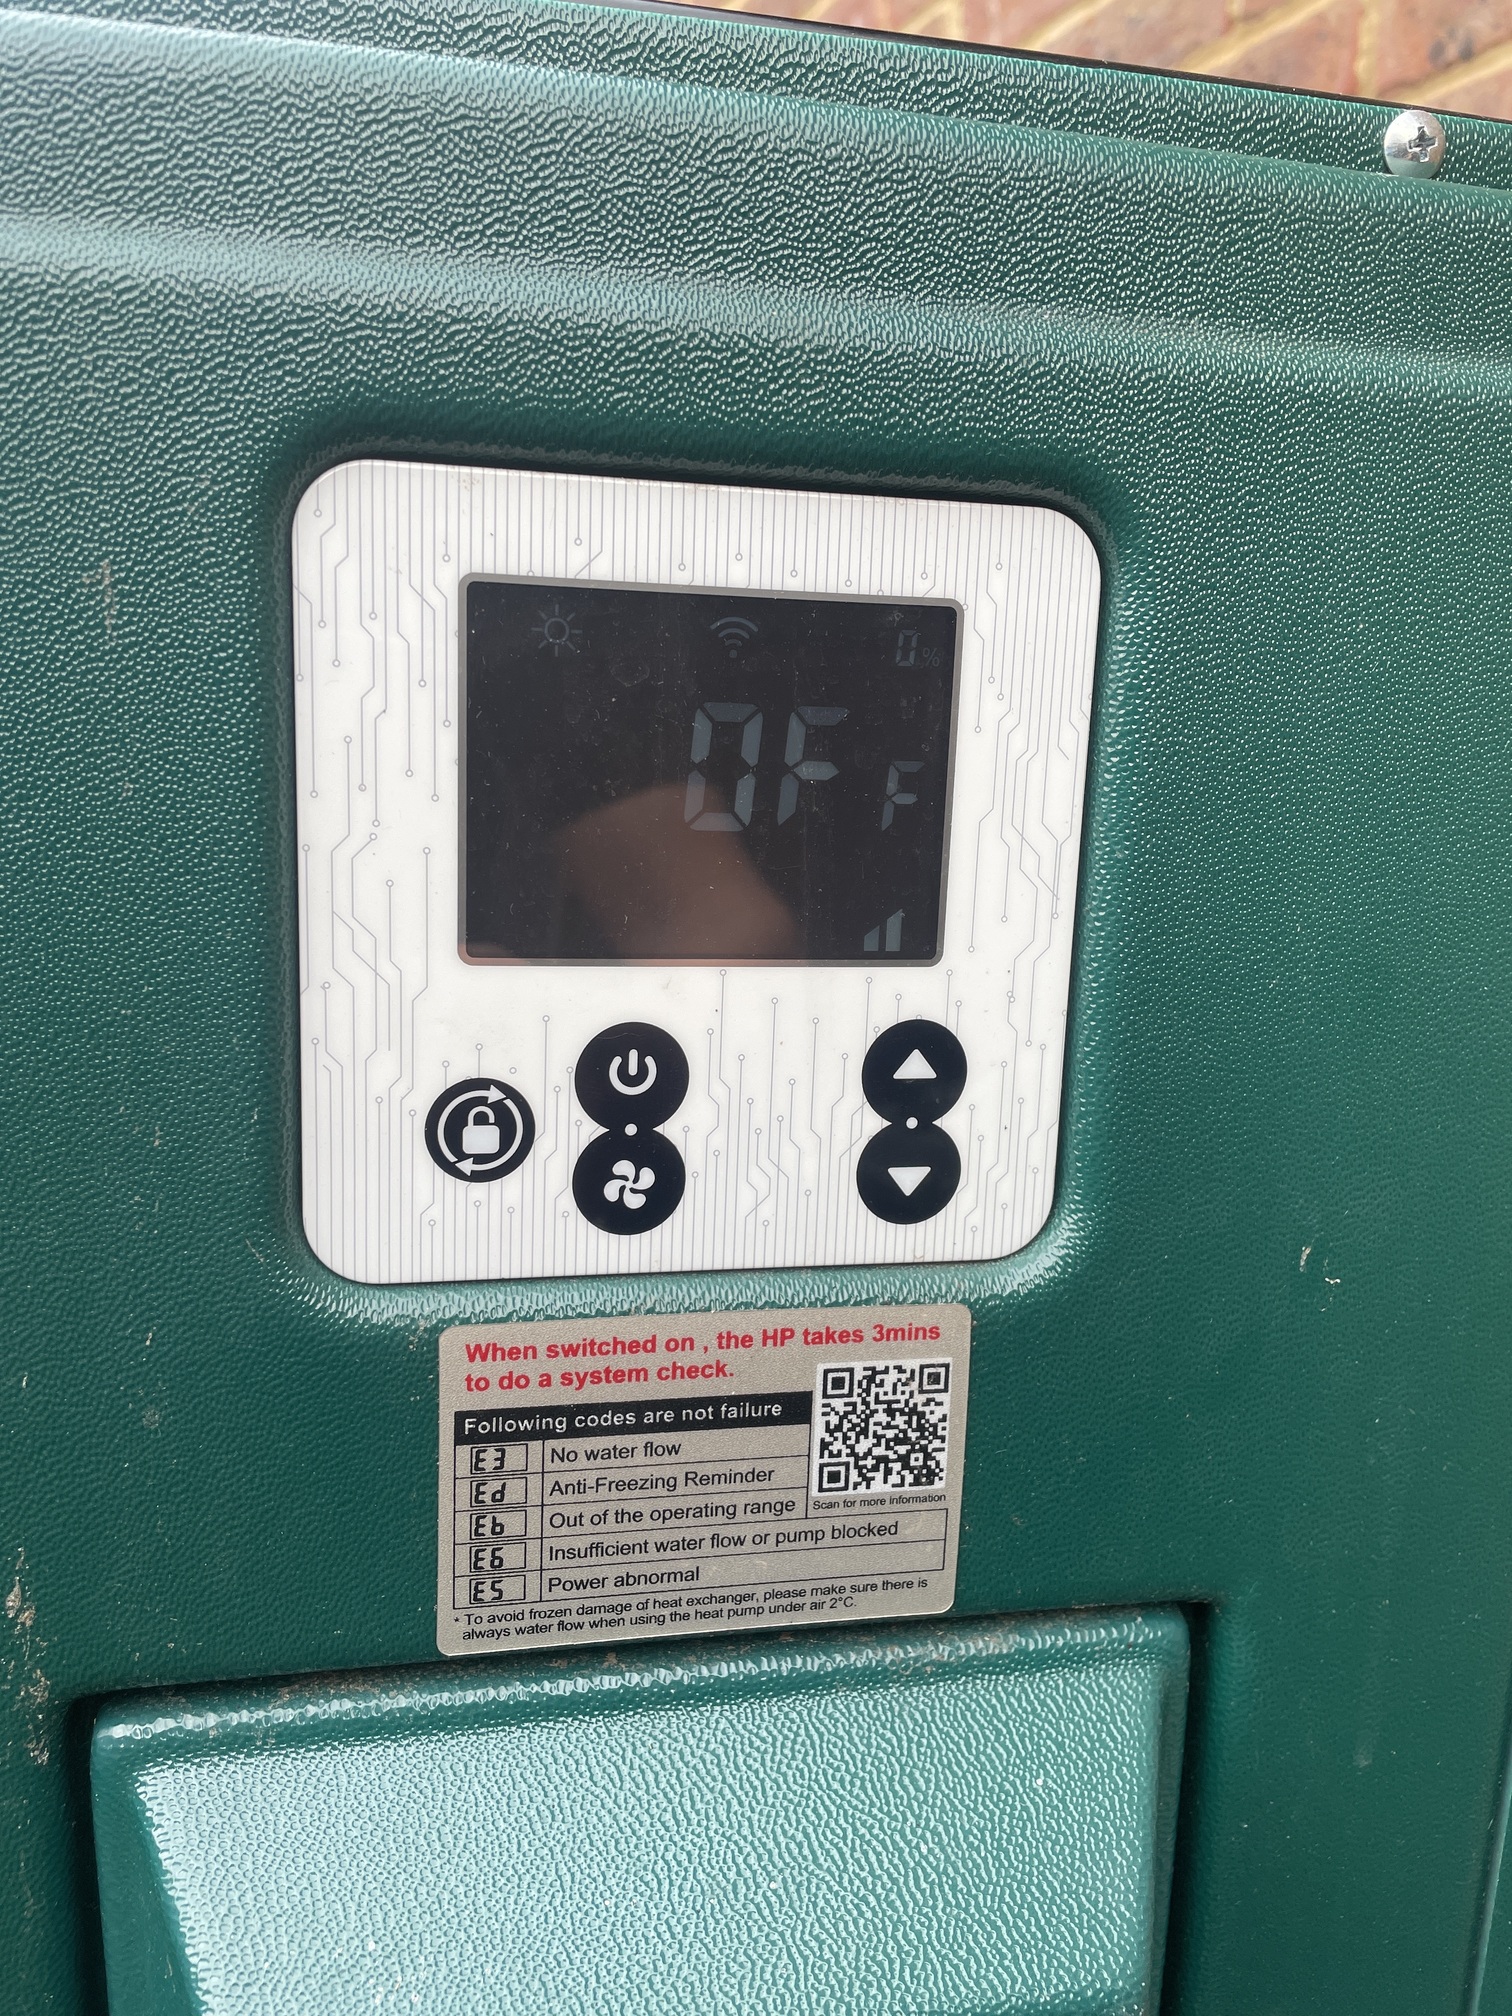 0%
OFF
When switched on , the HP takes 3mins
to do a system check.
Following codes are not failure
E3 No water flow
Ed Anti-Freezing Reminder
Eb Out of the operating range
E6 Insufficient water flow or pump blocked
E5 Power abnormal
Scan for more information
* To avoid frozen damage of heat exchanger, please make sure there is
always water flow when using the heat pump under air 2°C.